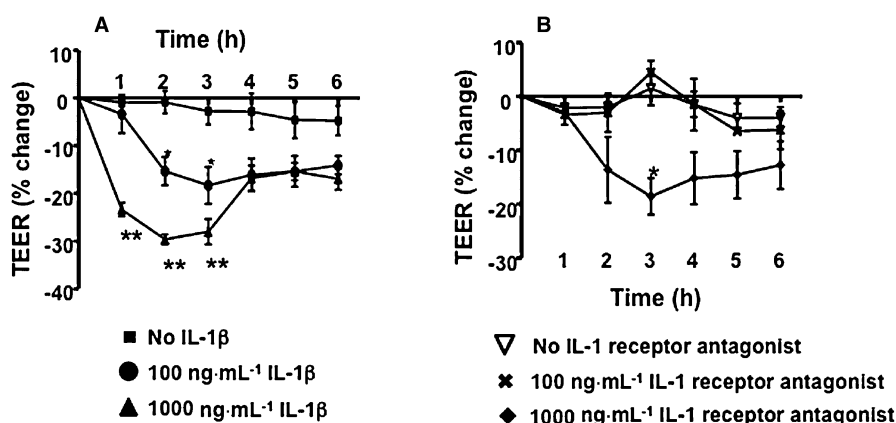 A
Time (h)
10
1 2 3 4 5 6
0
-10
-20
-30
-40
TEER (% change)
* *
** ** **
No IL-1β
100 ng·mL-1 IL-1β
1000 ng·mL-1 IL-1β
B
10
0
-10
-20
-30
TEER (% change)
*
1 2 3 4 5 6
Time (h)
No IL-1 receptor antagonist
100 ng·mL-1 IL-1 receptor antagonist
1000 ng·mL-1 IL-1 receptor antagonist